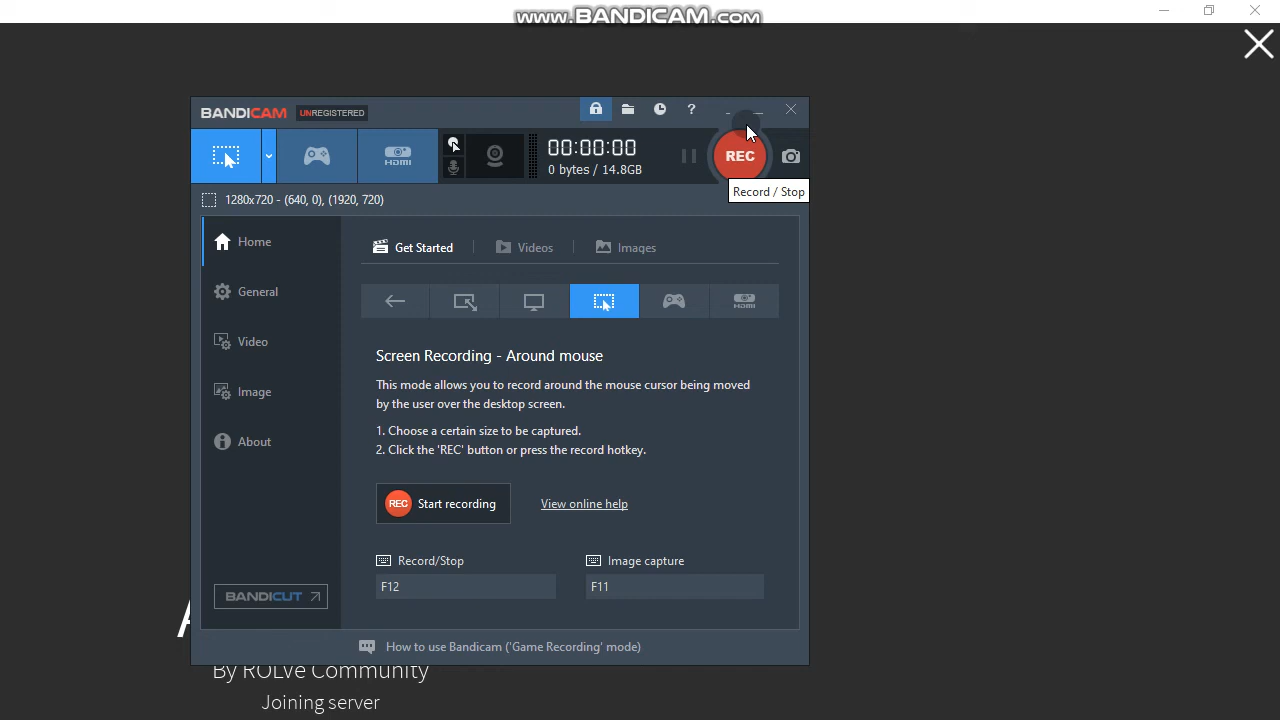 www.BANDICAM.com
BANDICAM UNREGISTERED
00:00:00
0 bytes / 14.8GB
HDMI
REC
Record / Stop
1280x720 - (640, 0), (1920, 720)
Home
General
Video
Image
About
BANDICUT
Get Started
Videos
Images
HDMI
Screen Recording - Around mouse
This mode allows you to record around the mouse cursor being moved
by the user over the desktop screen.
1. Choose a certain size to be captured.
2. Click the 'REC' button or press the record hotkey.
REC Start recording
View online help
Record/Stop
Image capture
F12
F11
How to use Bandicam ('Game Recording' mode)
By ROLVe Community
Joining server